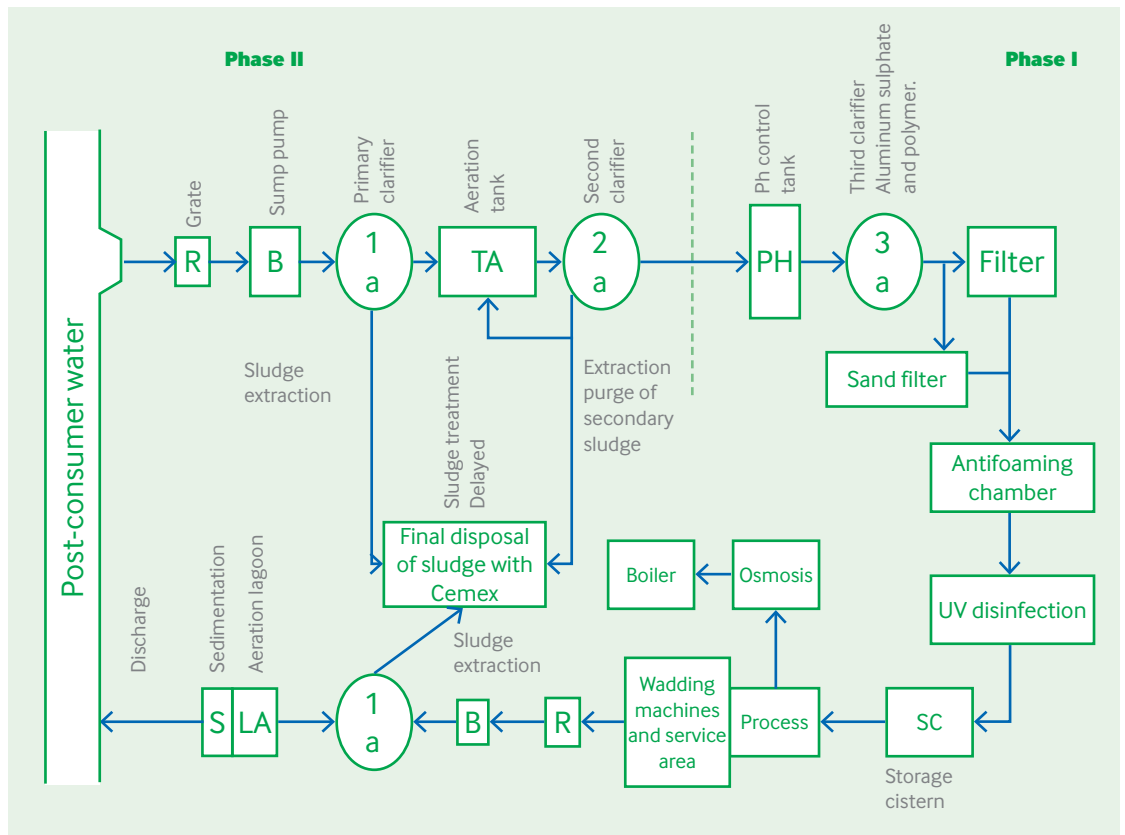 Phase II
Phase I
Post-consumer water
Grate
R
Sump pump
B
Primary
clarifier
1
a
Aeration
tank
TA
Second
clarifier
2
a
Ph control
tank
PH
Third clarifier
Aluminum sulphate
and polymer.
3
a
Filter
Sand filter
Sludge
extraction
Sludge treatment
Delayed
Extraction
purge of
secondary
sludge
Antifoaming
chamber
Final disposal
of sludge with
Cemex
Boiler
Osmosis
UV disinfection
Discharge
Sedimentation
Aeration lagoon
S
LA
1
a
Sludge
extraction
B
R
Wadding
machines
and service
area
Process
SC
Storage
cistern